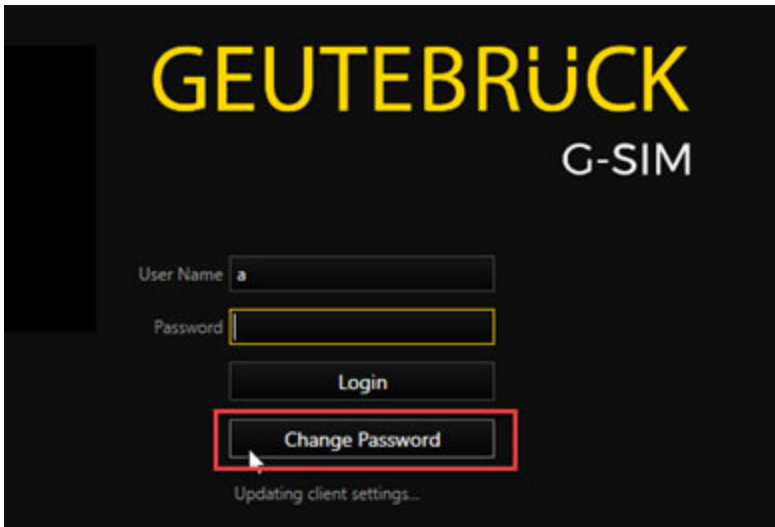 GEUTEBRÜCK
G-SIM
User Name a
Password
Login
Change Password
Updating client settings...